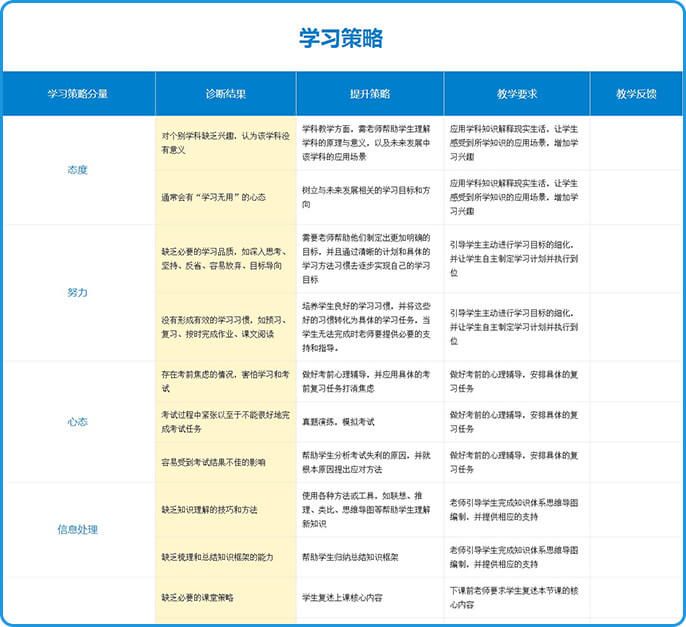 学习策略
学习策略分量 诊断结果 提升策略 教学要求 教学反馈
态度
对个别学科缺乏兴趣，认为该学科没
有意义
学科教学方面，需老师帮助学生理解
学科的原理与意义，以及未来发展中
该学科的应用场景
应用学科知识解释现实生活，让学生
感受到所学知识的应用场景，增加学
习兴趣
通常会有“学习无用”的心态
树立与未来发展相关的学习目标和方
向
应用学科知识解释现实生活，让学生
感受到所学知识的应用场景，增加学
习兴趣
努力
缺乏必要的学习品质，如深入思考、
坚持、反省、容易放弃、目标导向
需要老师帮助他们制定出更加明确的
目标，并且通过清晰的计划和具体的
学习方法习惯去逐步实现自己的学习
目标
引导学生主动进行学习目标的细化，
并让学生自主制定学习计划并执行到
位
没有形成有效的学习习惯，如预习、
复习、按时完成作业、课文阅读
培养学生良好的学习习惯，并将这些
好的习惯转化为具体的学习任务，当
学生无法完成时老师要提供必要的支
持和指导。
引导学生主动进行学习目标的细化，
并让学生自主制定学习计划并执行到
位
心态
存在考前焦虑的情况，害怕学习和考
试
做好考前心理辅导，并应用具体的考
前复习任务打消焦虑
做好考前的心理辅导，安排具体的复
习任务
考试过程中紧张以至于不能很好地完
成考试任务
真题演练，模拟考试
做好考前的心理辅导，安排具体的复
习任务
容易受到考试结果不佳的影响
帮助学生分析考试失利的原因，并就
根本原因提出应对方法
做好考前的心理辅导，安排具体的复
习任务
信息处理
缺乏知识理解的技巧和方法
使用各种方法或工具，如联想、推
理、类比、思维导图等帮助学生理解
新知识
老师引导学生完成知识体系思维导图
编制，并提供相应的支持
缺乏梳理和总结知识框架的能力
帮助学生归纳总结知识框架
老师引导学生完成知识体系思维导图
编制，并提供相应的支持
缺乏必要的课堂策略
学生复述上课核心内容
下课前老师要求学生复述本节课的核
心内容